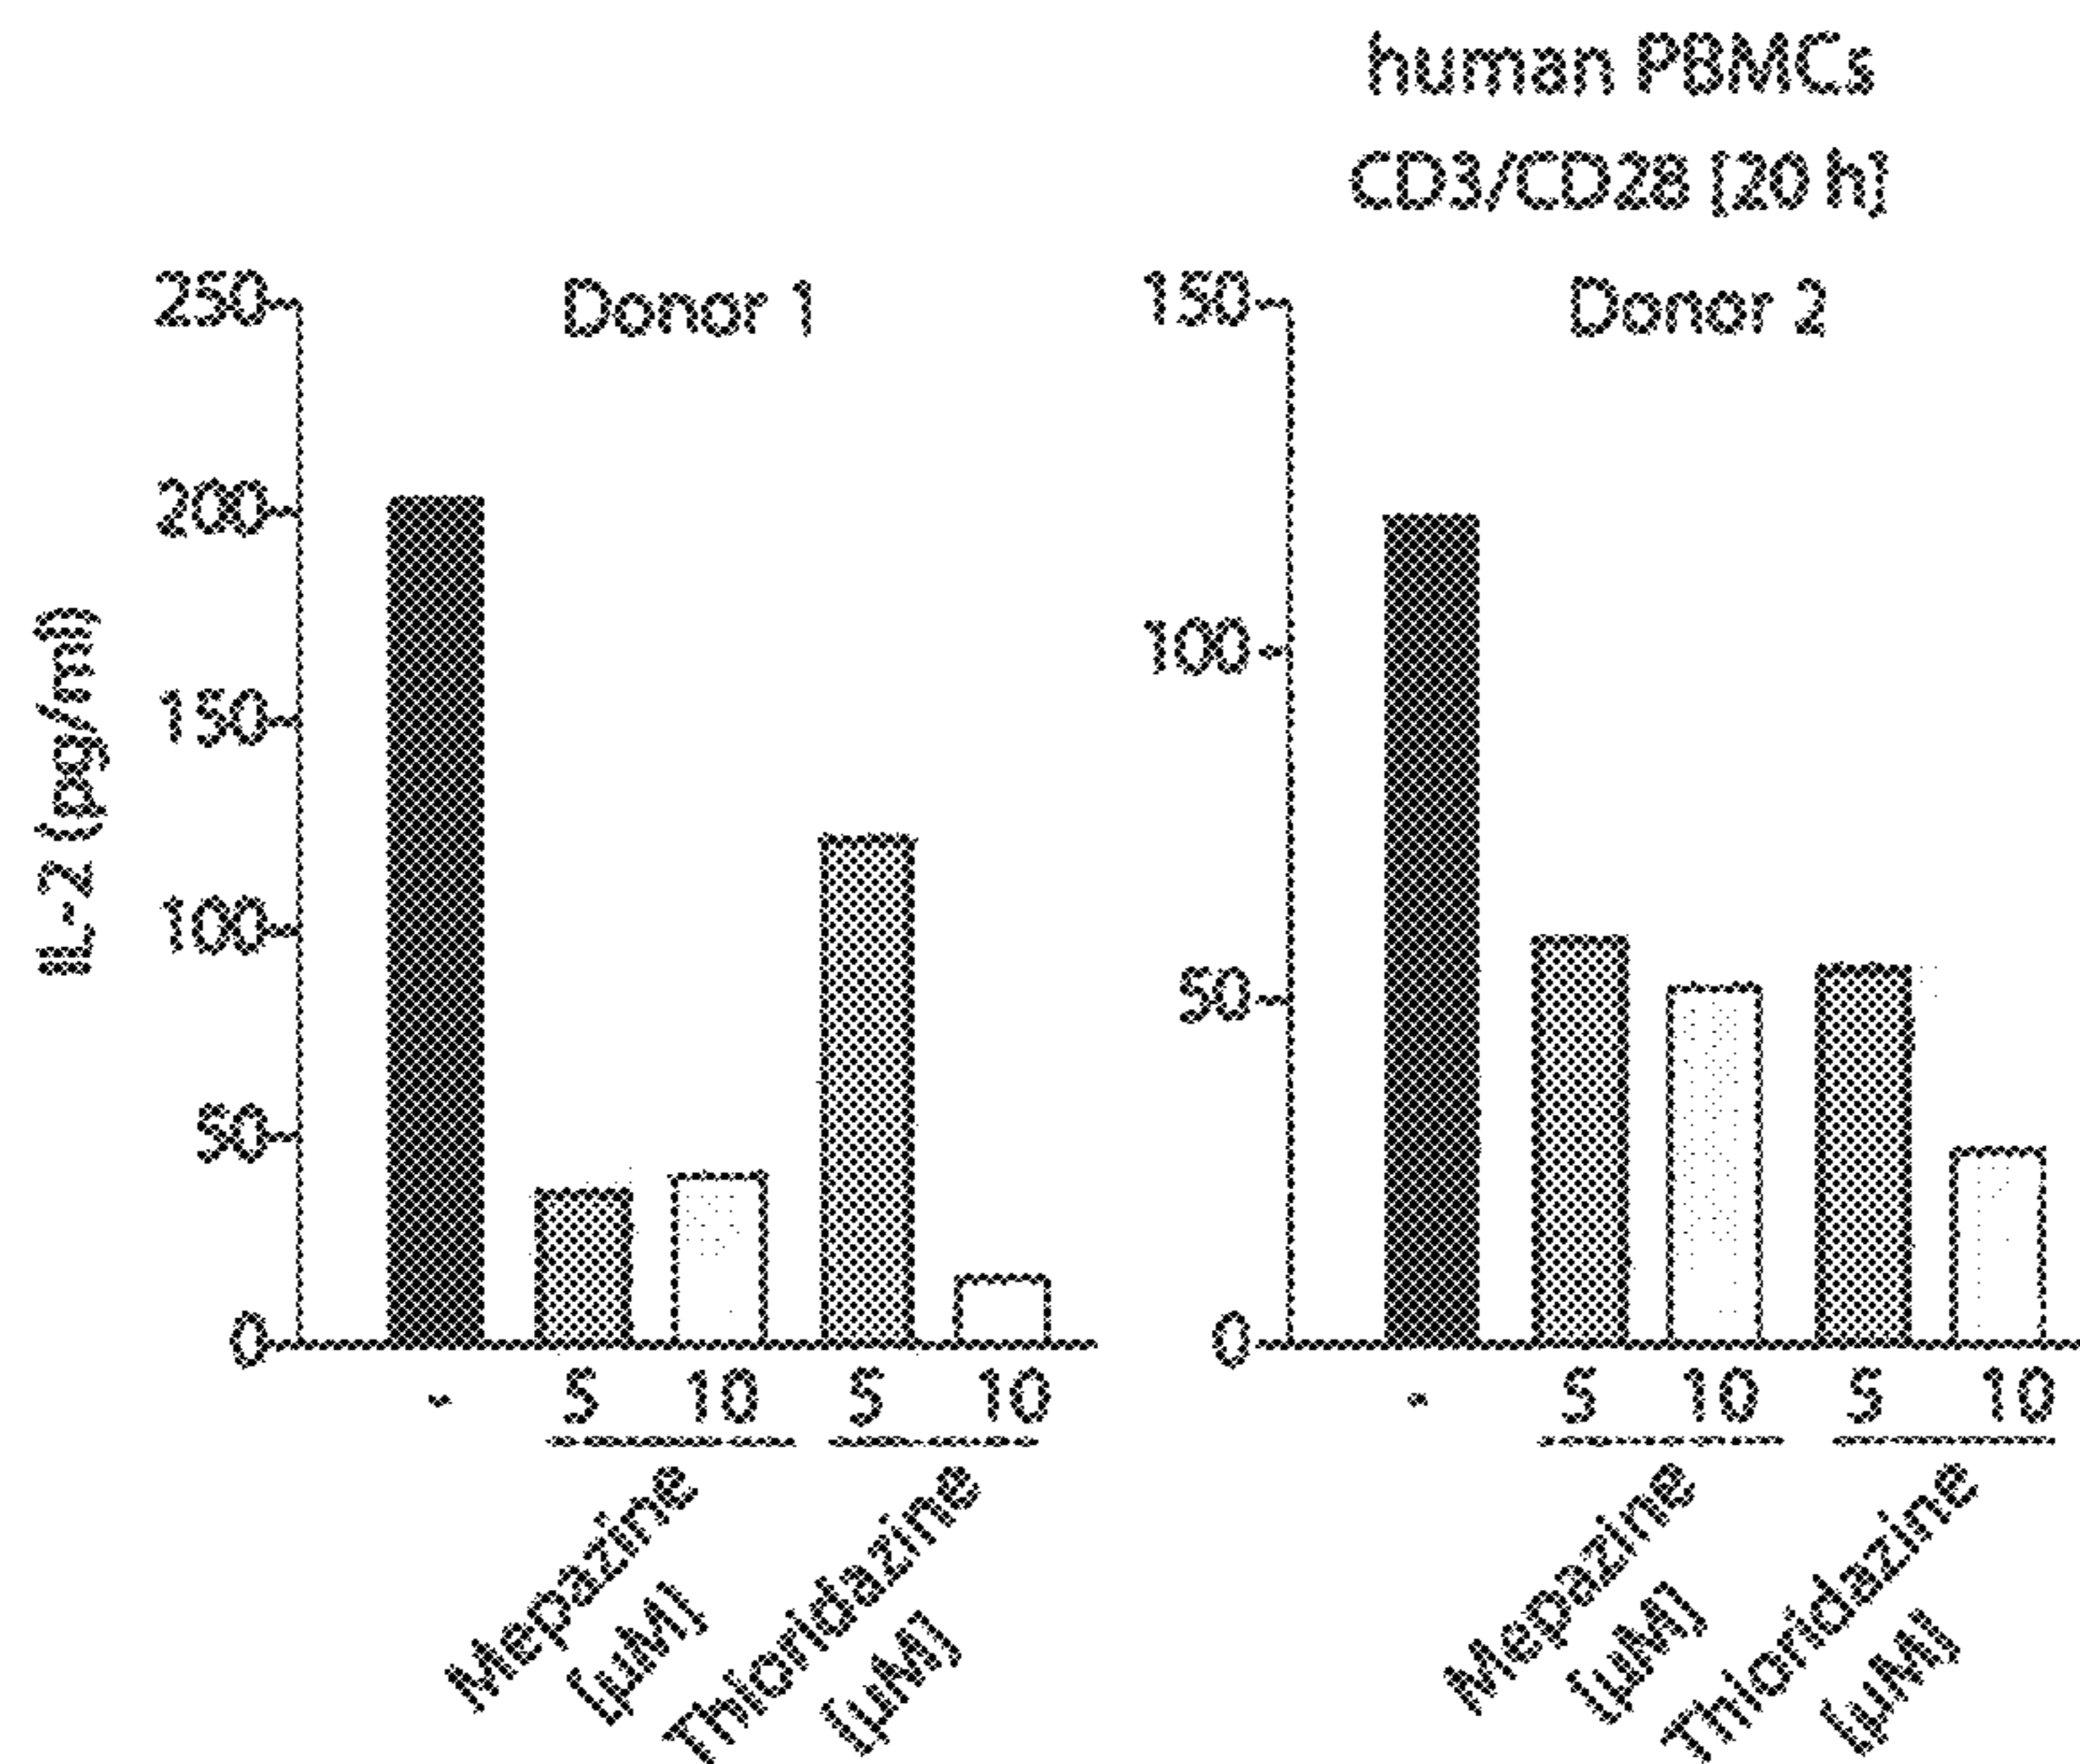 human PBMCs
CD3/CD28 [20 h]
Donor 1
250
200
150
100
50
0
IL-2 (pg/ml)
- 5 10 5 10
Mepazine
[µM]
Thioridazine
[µM]
Donor 2
150
100
50
0
- 5 10 5 10
Mepazine
[µM]
Thioridazine
[µM]